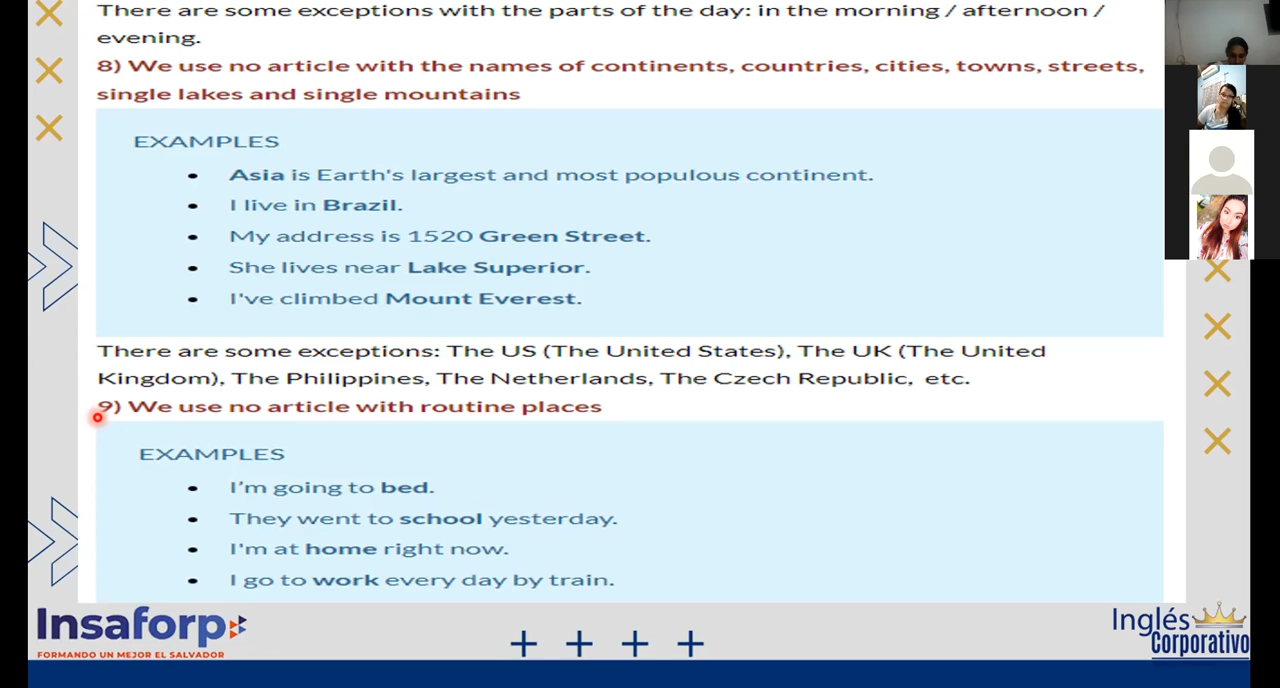 There are some exceptions with the parts of the day: in the morning / afternoon /
evening.
8) We use no article with the names of continents, countries, cities, towns, streets,
single lakes and single mountains
EXAMPLES
• Asia is Earth's largest and most populous continent.
• I live in Brazil.
• My address is 1520 Green Street.
• She lives near Lake Superior.
• I've climbed Mount Everest.
There are some exceptions: The US (The United States), The UK (The United
Kingdom), The Philippines, The Netherlands, The Czech Republic, etc.
9) We use no article with routine places
EXAMPLES
• I’m going to bed.
• They went to school yesterday.
• I'm at home right now.
• I go to work every day by train.
Insaforp
FORMANDO UN MEJOR EL SALVADOR
Inglés
Corporativo